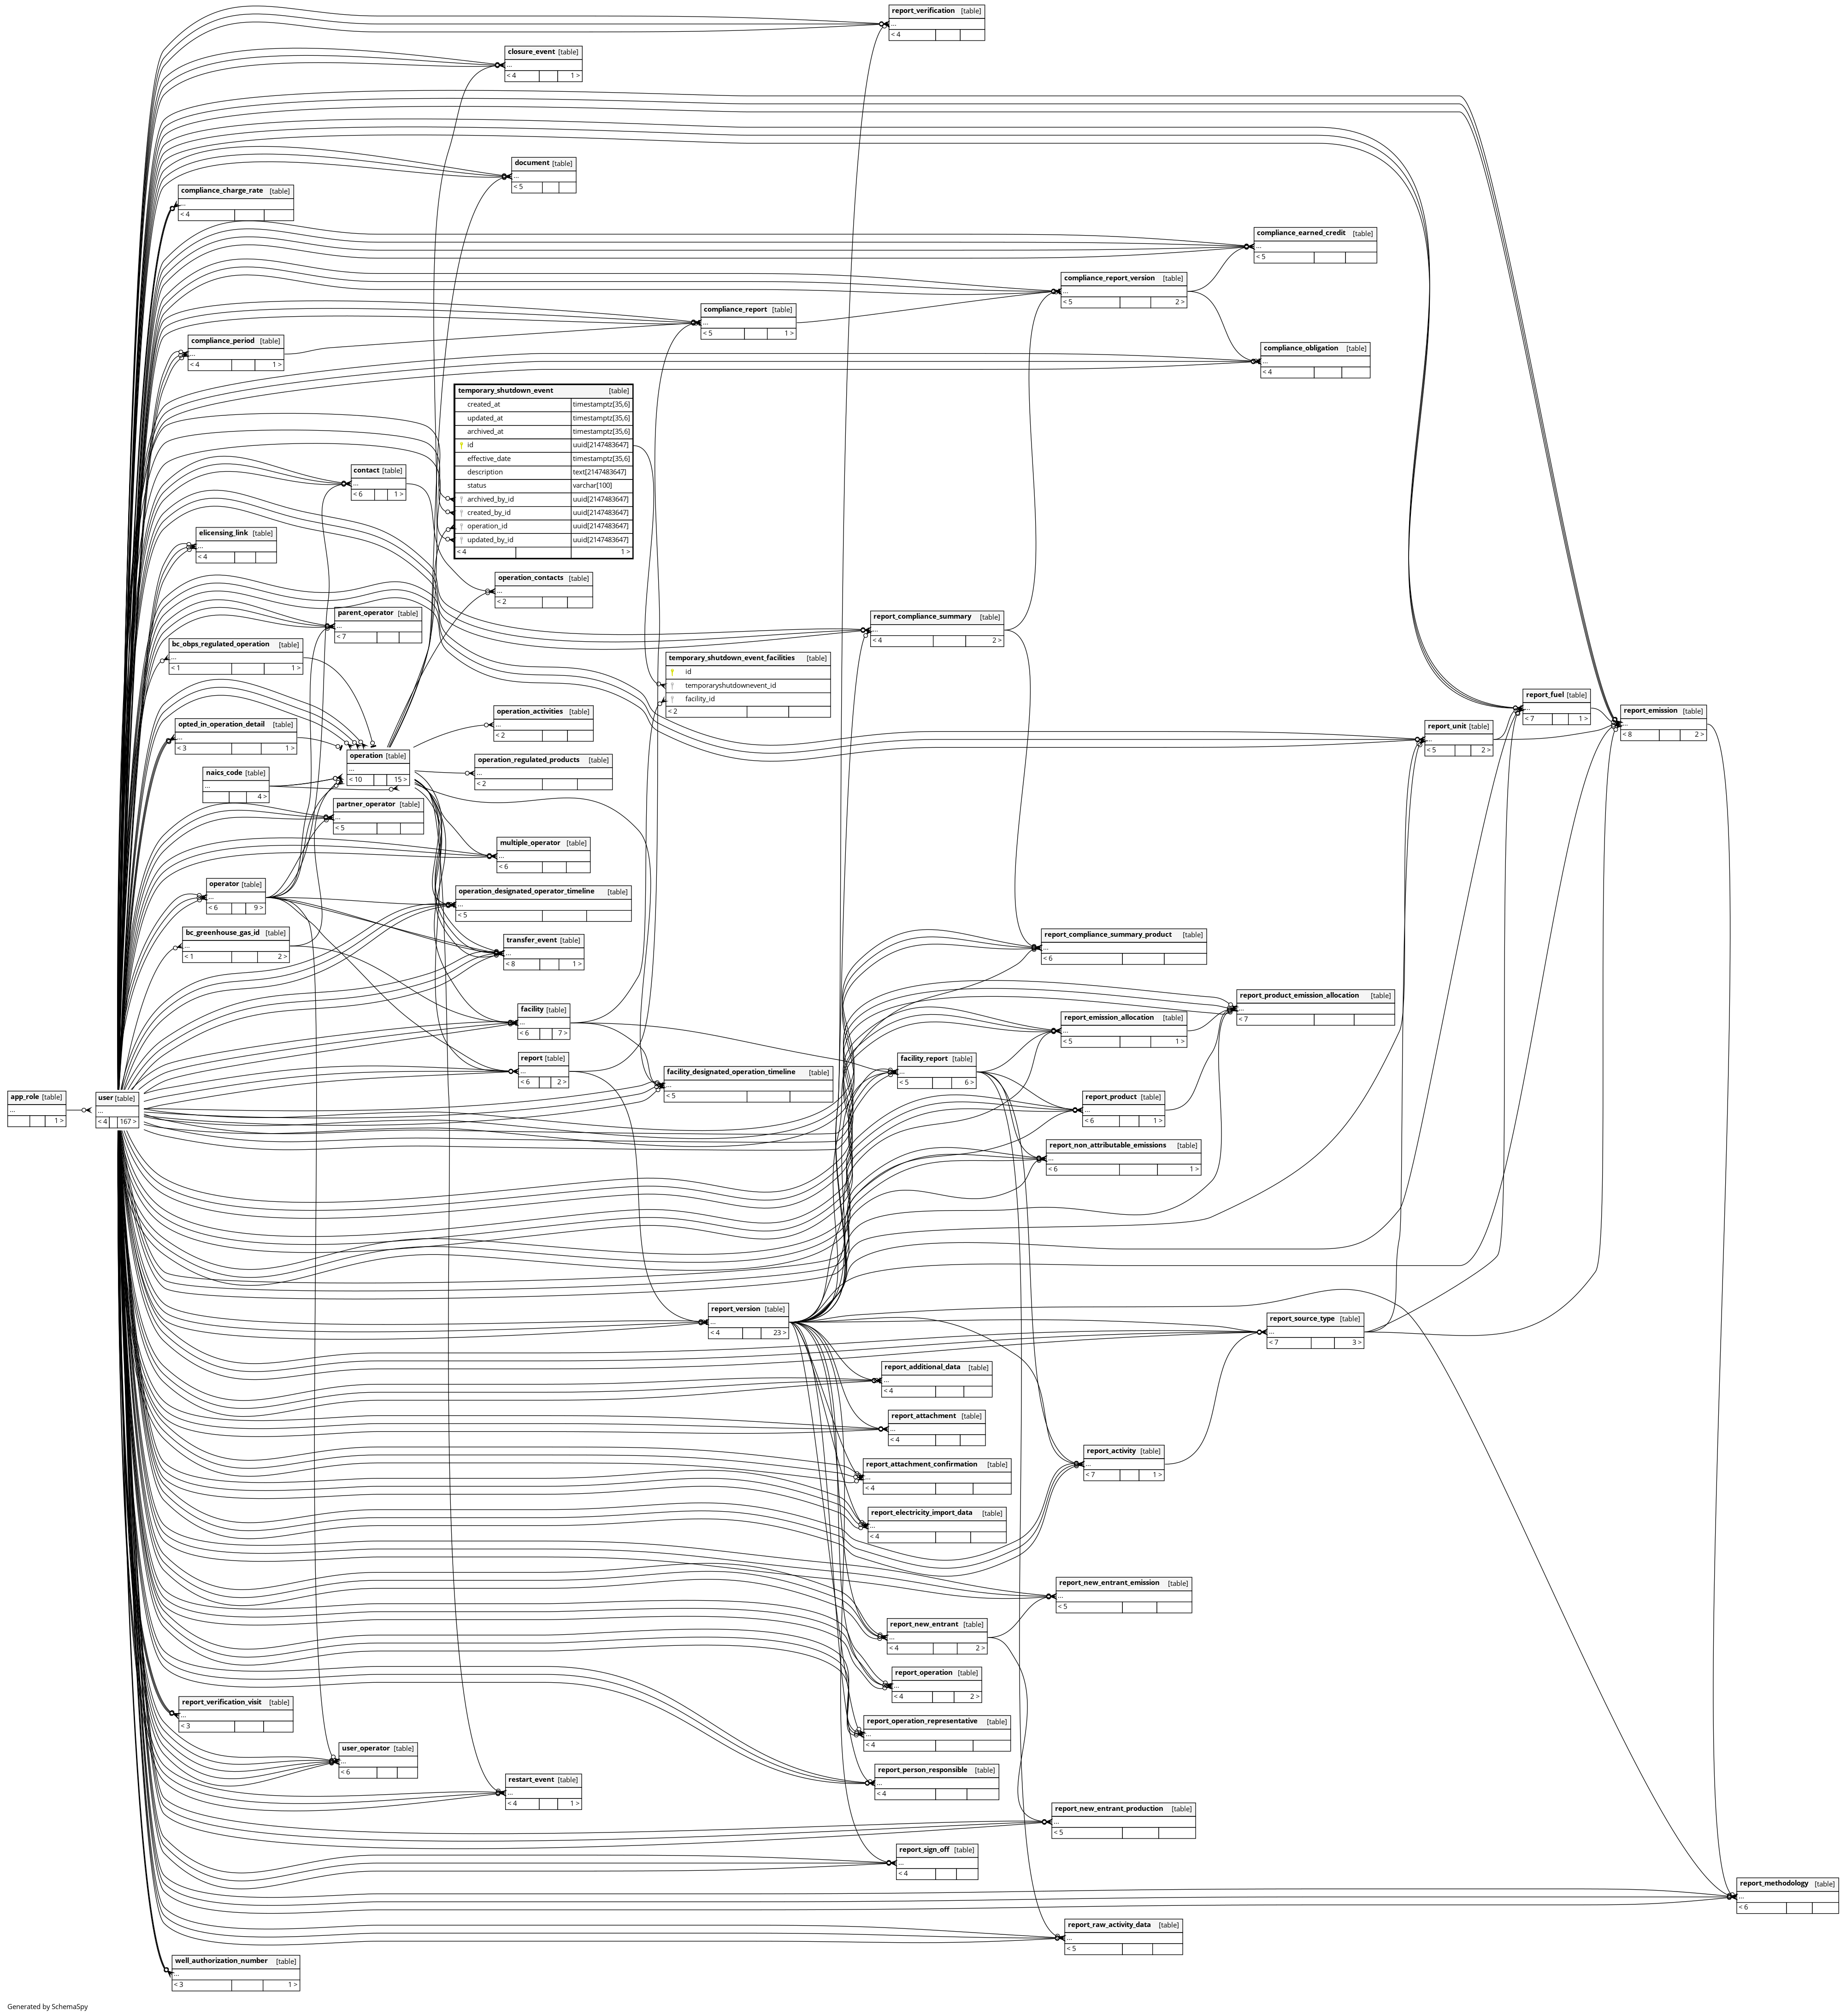 report_verification [table]
...
< 4
closure_event [table]
...
< 4 1 >
document [table]
...
< 5
compliance_charge_rate [table]
...
< 4
compliance_earned_credit [table]
...
< 5
compliance_report_version [table]
...
< 5 2 >
compliance_report [table]
...
< 5 1 >
compliance_period [table]
...
< 4 1 >
compliance_obligation [table]
...
< 4
temporary_shutdown_event [table]
created_at timestamptz[35,6]
updated_at timestamptz[35,6]
archived_at timestamptz[35,6]
id uuid[2147483647]
effective_date timestamptz[35,6]
description text[2147483647]
status varchar[100]
archived_by_id uuid[2147483647]
created_by_id uuid[2147483647]
operation_id uuid[2147483647]
updated_by_id uuid[2147483647]
< 4 1 >
contact [table]
...
< 6 1 >
elicensing_link [table]
...
< 4
operation_contacts [table]
...
< 2
parent_operator [table]
...
< 7
report_compliance_summary [table]
...
< 4 2 >
bc_obps_regulated_operation [table]
...
< 1 1 >
temporary_shutdown_event_facilities [table]
id
temporaryshutdownevent_id
facility_id
< 2
report_fuel [table]
...
< 7 1 >
report_emission [table]
...
< 8 2 >
operation_activities [table]
...
< 2
opted_in_operation_detail [table]
...
< 3 1 >
report_unit [table]
...
< 5 2 >
operation [table]
...
< 10 15 >
operation_regulated_products [table]
...
< 2
naics_code [table]
...
4 >
partner_operator [table]
...
< 5
multiple_operator [table]
...
< 6
operator [table]
...
< 6 9 >
operation_designated_operator_timeline [table]
...
< 5
bc_greenhouse_gas_id [table]
...
< 1 2 >
transfer_event [table]
...
< 8 1 >
report_compliance_summary_product [table]
...
< 6
report_product_emission_allocation [table]
...
< 7
facility [table]
...
< 6 7 >
report_emission_allocation [table]
...
< 5 1 >
report [table]
...
< 6 2 >
facility_report [table]
...
< 5 6 >
facility_designated_operation_timeline [table]
...
< 5
app_role [table]
...
1 >
user [table]
...
< 4 167 >
report_product [table]
...
< 6 1 >
report_non_attributable_emissions [table]
...
< 6 1 >
report_version [table]
...
< 4 23 >
report_source_type [table]
...
< 7 3 >
report_additional_data [table]
...
< 4
report_attachment [table]
...
< 4
report_activity [table]
...
< 7 1 >
report_attachment_confirmation [table]
...
< 4
report_electricity_import_data [table]
...
< 4
report_new_entrant_emission [table]
...
< 5
report_new_entrant [table]
...
< 4 2 >
report_operation [table]
...
< 4 2 >
report_verification_visit [table]
...
< 3
report_operation_representative [table]
...
< 4
user_operator [table]
...
< 6
report_person_responsible [table]
...
< 4
restart_event [table]
...
< 4 1 >
report_new_entrant_production [table]
...
< 5
report_sign_off [table]
...
< 4
report_methodology [table]
...
< 6
report_raw_activity_data [table]
...
< 5
well_authorization_number [table]
...
< 3 1 >
Generated by SchemaSpy